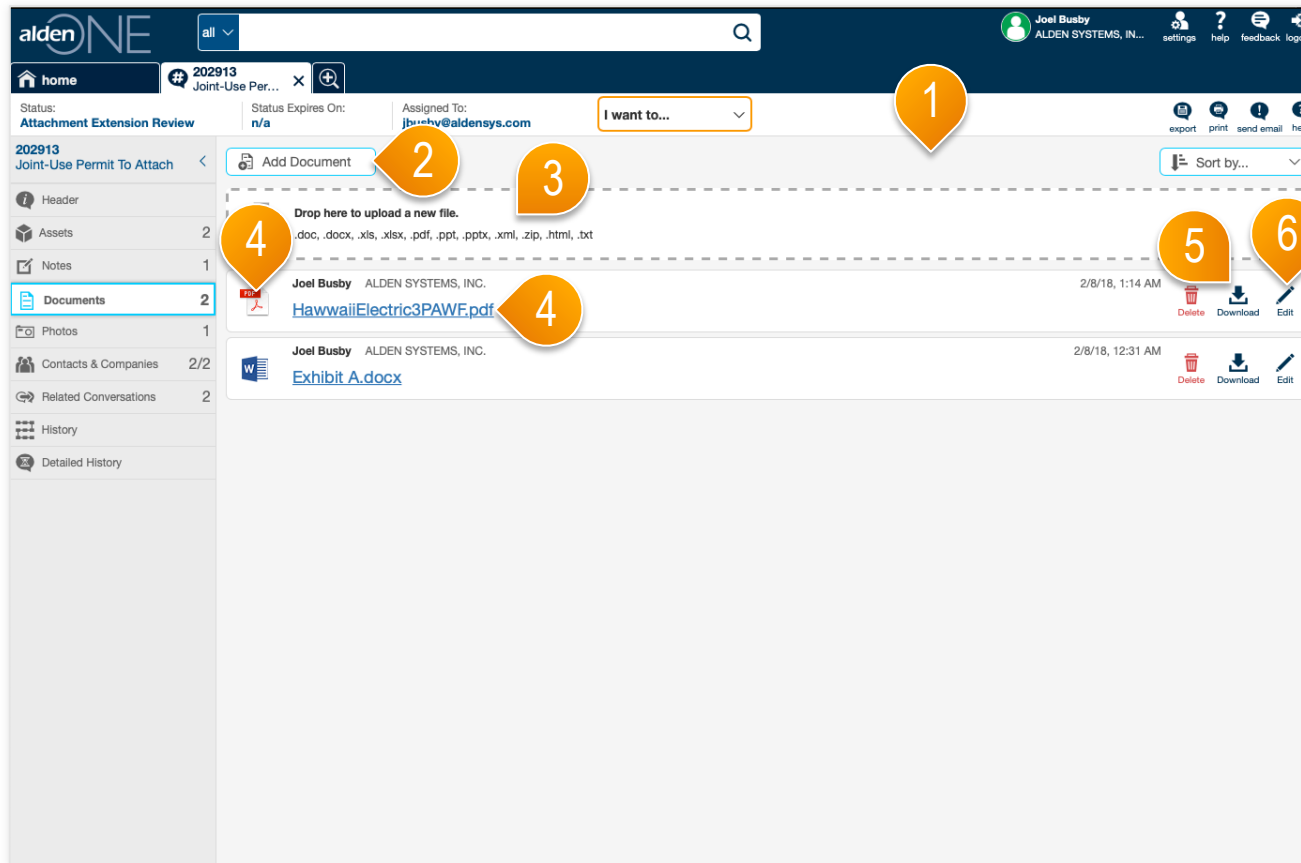 alden ONE
all
Joel Busby
ALDEN SYSTEMS, IN...
settings
help
feedback
home
202913
Joint-Use Per...
1
Status:
Attachment Extension Review
Status Expires On:
n/a
Assigned To:
jbusby@aldensys.com
I want to...
export
print
send email
202913
Joint-Use Permit To Attach
Add Document
2
Sort by...
3
Header
Drop here to upload a new file.
.doc, .docx, .xls, .xlsx, .pdf, .ppt, .pptx, .xml, .zip, .html, .txt
Assets 2
4
5
6
Notes 1
Documents 2
PDF
Joel Busby ALDEN SYSTEMS, INC. 2/8/18, 1:14 AM
HawwaiiElectric3PAWF.pdf
4
Delete
Download
Edit
Photos 1
Contacts & Companies 2/2
W
Joel Busby ALDEN SYSTEMS, INC. 2/8/18, 12:31 AM
Exhibit A.docx
Delete
Download
Edit
Related Conversations 2
History
Detailed History